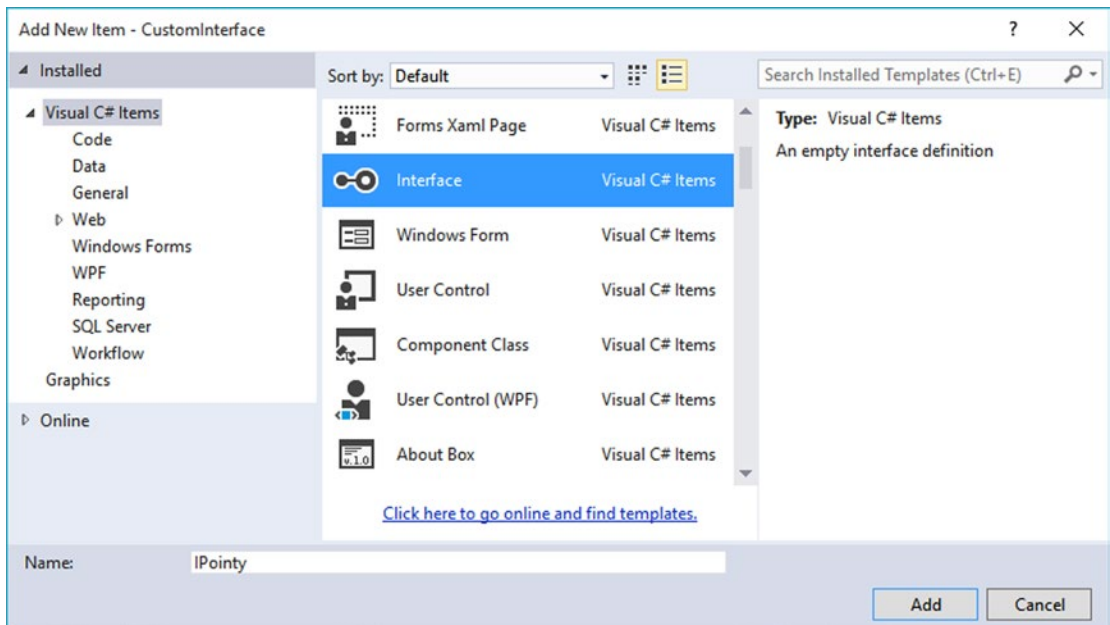 Add New Item - CustomInterface
?
Installed
Sort by: Default
Search Installed Templates (Ctrl+E)
Visual C# Items
Code
Data
General
Web
Windows Forms
WPF
Reporting
SQL Server
Workflow
Graphics
Online
Forms Xaml Page Visual C# Items
Interface Visual C# Items
Windows Form Visual C# Items
User Control Visual C# Items
Component Class Visual C# Items
User Control (WPF) Visual C# Items
v.1.0
About Box Visual C# Items
Click here to go online and find templates.
Type: Visual C# Items
An empty interface definition
Name: IPointy
Add Cancel